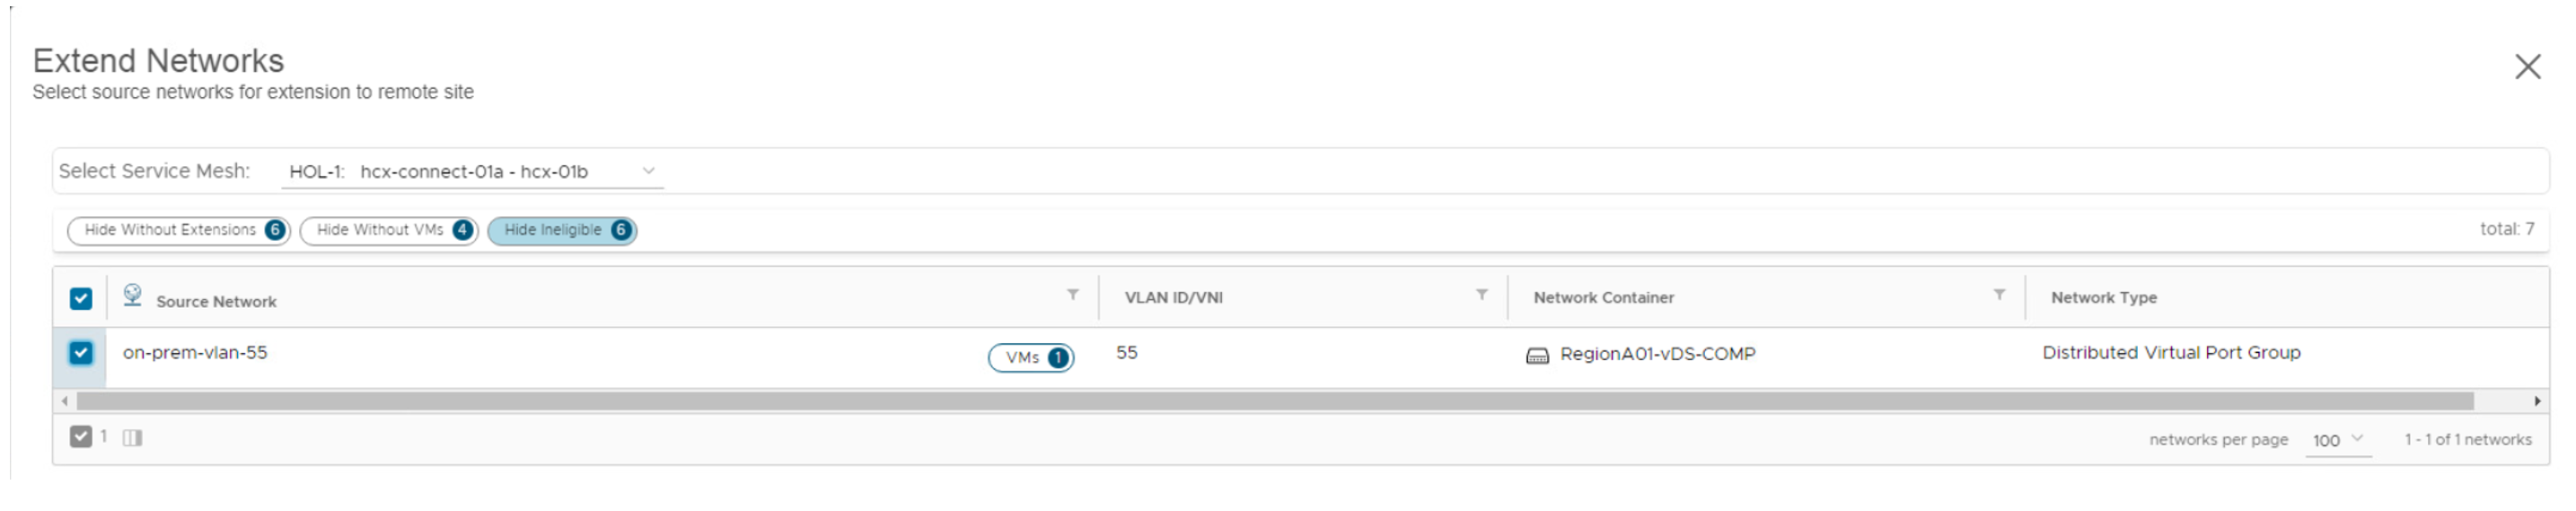 Extend Networks
Select source networks for extension to remote site
Select Service Mesh: HOL-1: hcx-connect-01a - hcx-01b
Hide Without Extensions 6 Hide Without VMs 4 Hide Ineligible 6 total: 7
Source Network VLAN ID/VNI Network Container Network Type
on-prem-vlan-55 VMs 1 55 RegionA01-vDS-COMP Distributed Virtual Port Group
1 networks per page 100 1 - 1 of 1 networks